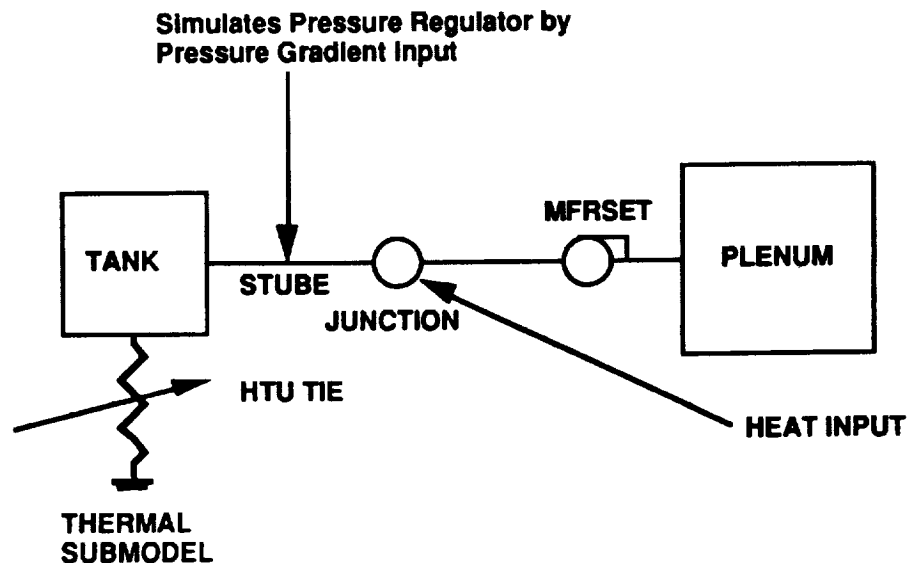 Simulates Pressure Regulator by
Pressure Gradient Input
MFRSET
TANK
PLENUM
STUBE
JUNCTION
HTU TIE
HEAT INPUT
THERMAL
SUBMODEL